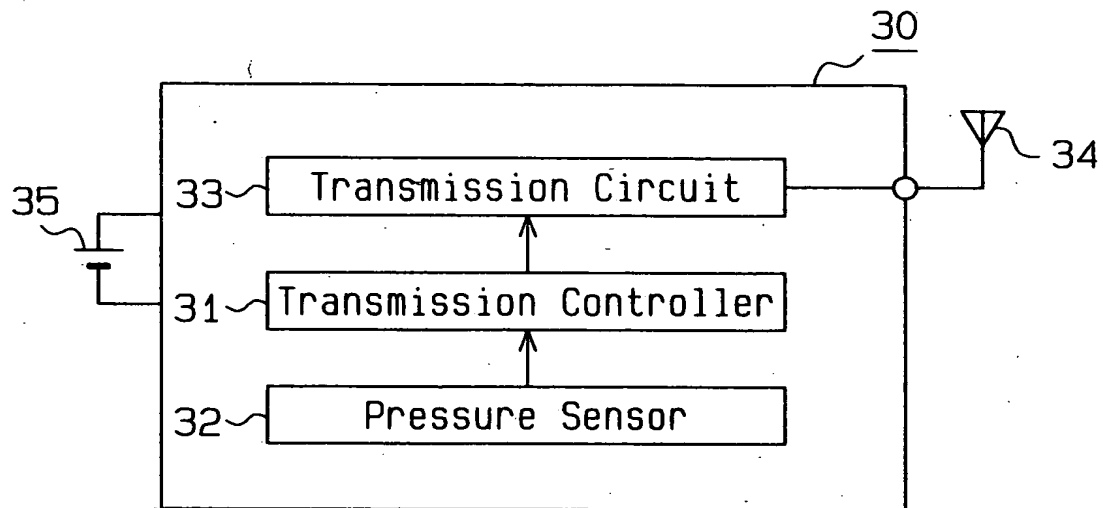 30
34
33 Transmission Circuit
35
31 Transmission Controller
32 Pressure Sensor